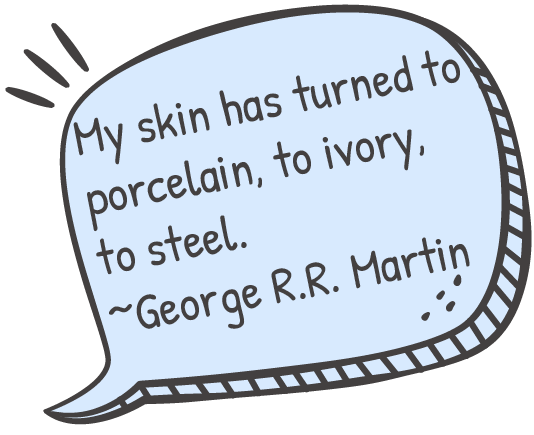 My skin has turned to
porcelain, to ivory,
to steel.
~George R.R. Martin